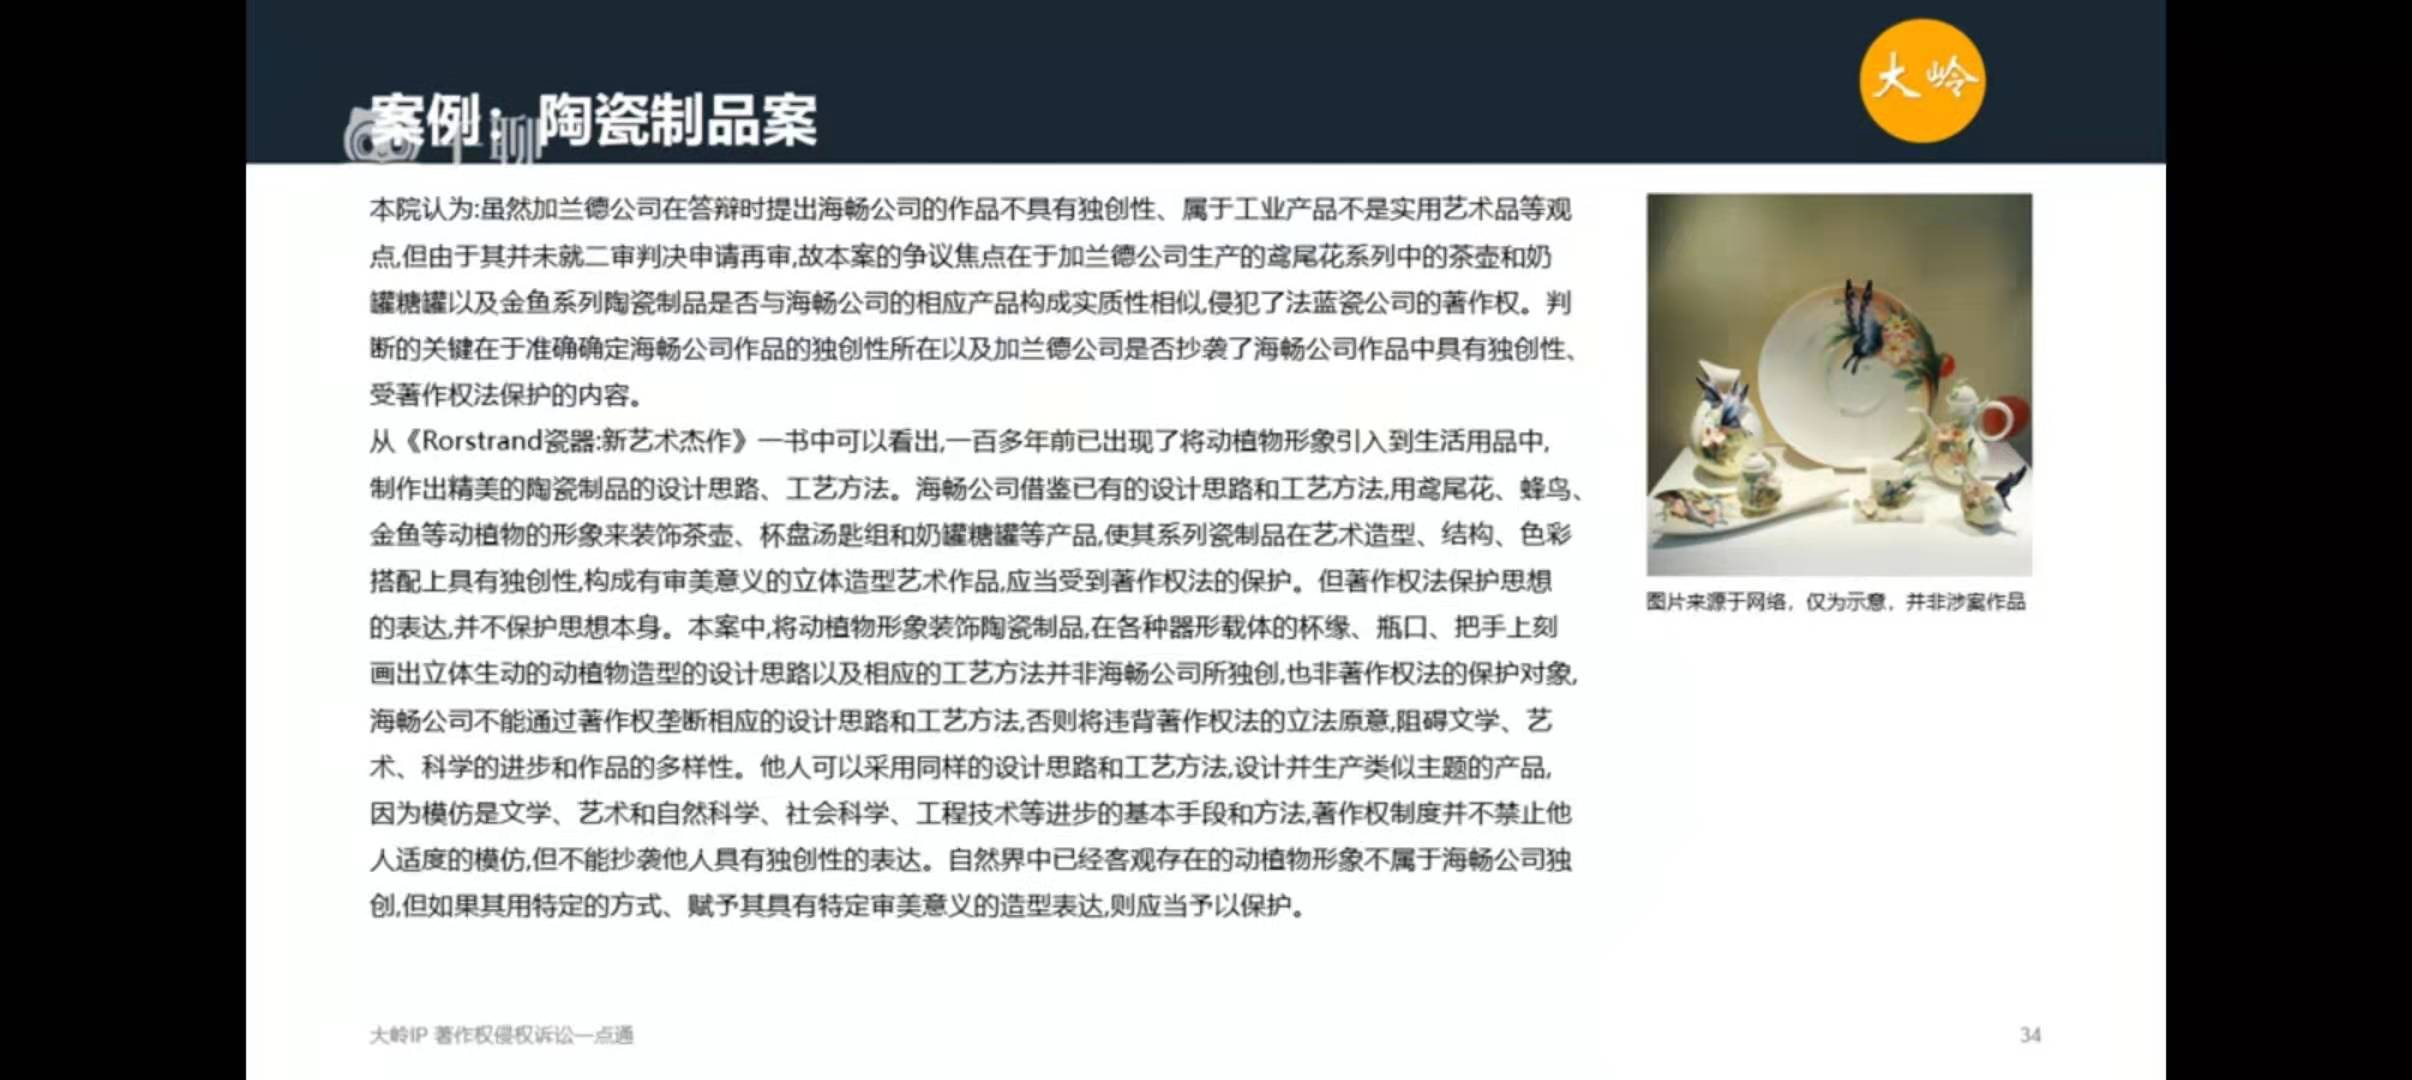 大岭
案例：陶瓷制品案
千聊
本院认为:虽然加兰德公司在答辩时提出海畅公司的作品不具有独创性、属于工业产品不是实用艺术品等观
点,但由于其并未就二审判决申请再审,故本案的争议焦点在于加兰德公司生产的鸢尾花系列中的茶壶和奶
罐糖罐以及金鱼系列陶瓷制品是否与海畅公司的相应产品构成实质性相似,侵犯了法蓝瓷公司的著作权。判
断的关键在于准确确定海畅公司作品的独创性所在以及加兰德公司是否抄袭了海畅公司作品中具有独创性、
受著作权法保护的内容。
从《Rorstrand瓷器:新艺术杰作》一书中可以看出,一百多年前已出现了将动植物形象引入到生活用品中,
制作出精美的陶瓷制品的设计思路、工艺方法。海畅公司借鉴已有的设计思路和工艺方法,用鸢尾花、蜂鸟、
金鱼等动植物的形象来装饰茶壶、杯盘汤匙组和奶罐糖罐等产品,使其系列瓷制品在艺术造型、结构、色彩
搭配上具有独创性,构成有审美意义的立体造型艺术作品,应当受到著作权法的保护。但著作权法保护思想
的表达,并不保护思想本身。本案中,将动植物形象装饰陶瓷制品,在各种器形载体的杯缘、瓶口、把手上刻
画出立体生动的动植物造型的设计思路以及相应的工艺方法并非海畅公司所独创,也非著作权法的保护对象,
海畅公司不能通过著作权垄断相应的设计思路和工艺方法,否则将违背著作权法的立法原意,阻碍文学、艺
术、科学的进步和作品的多样性。他人可以采用同样的设计思路和工艺方法,设计并生产类似主题的产品,
因为模仿是文学、艺术和自然科学、社会科学、工程技术等进步的基本手段和方法,著作权制度并不禁止他
人适度的模仿,但不能抄袭他人具有独创性的表达。自然界中已经客观存在的动植物形象不属于海畅公司独
创,但如果其用特定的方式、赋予其具有特定审美意义的造型表达,则应当予以保护。
图片来源于网络，仅为示意，并非涉案作品
大岭IP 著作权侵权诉讼一点通
34